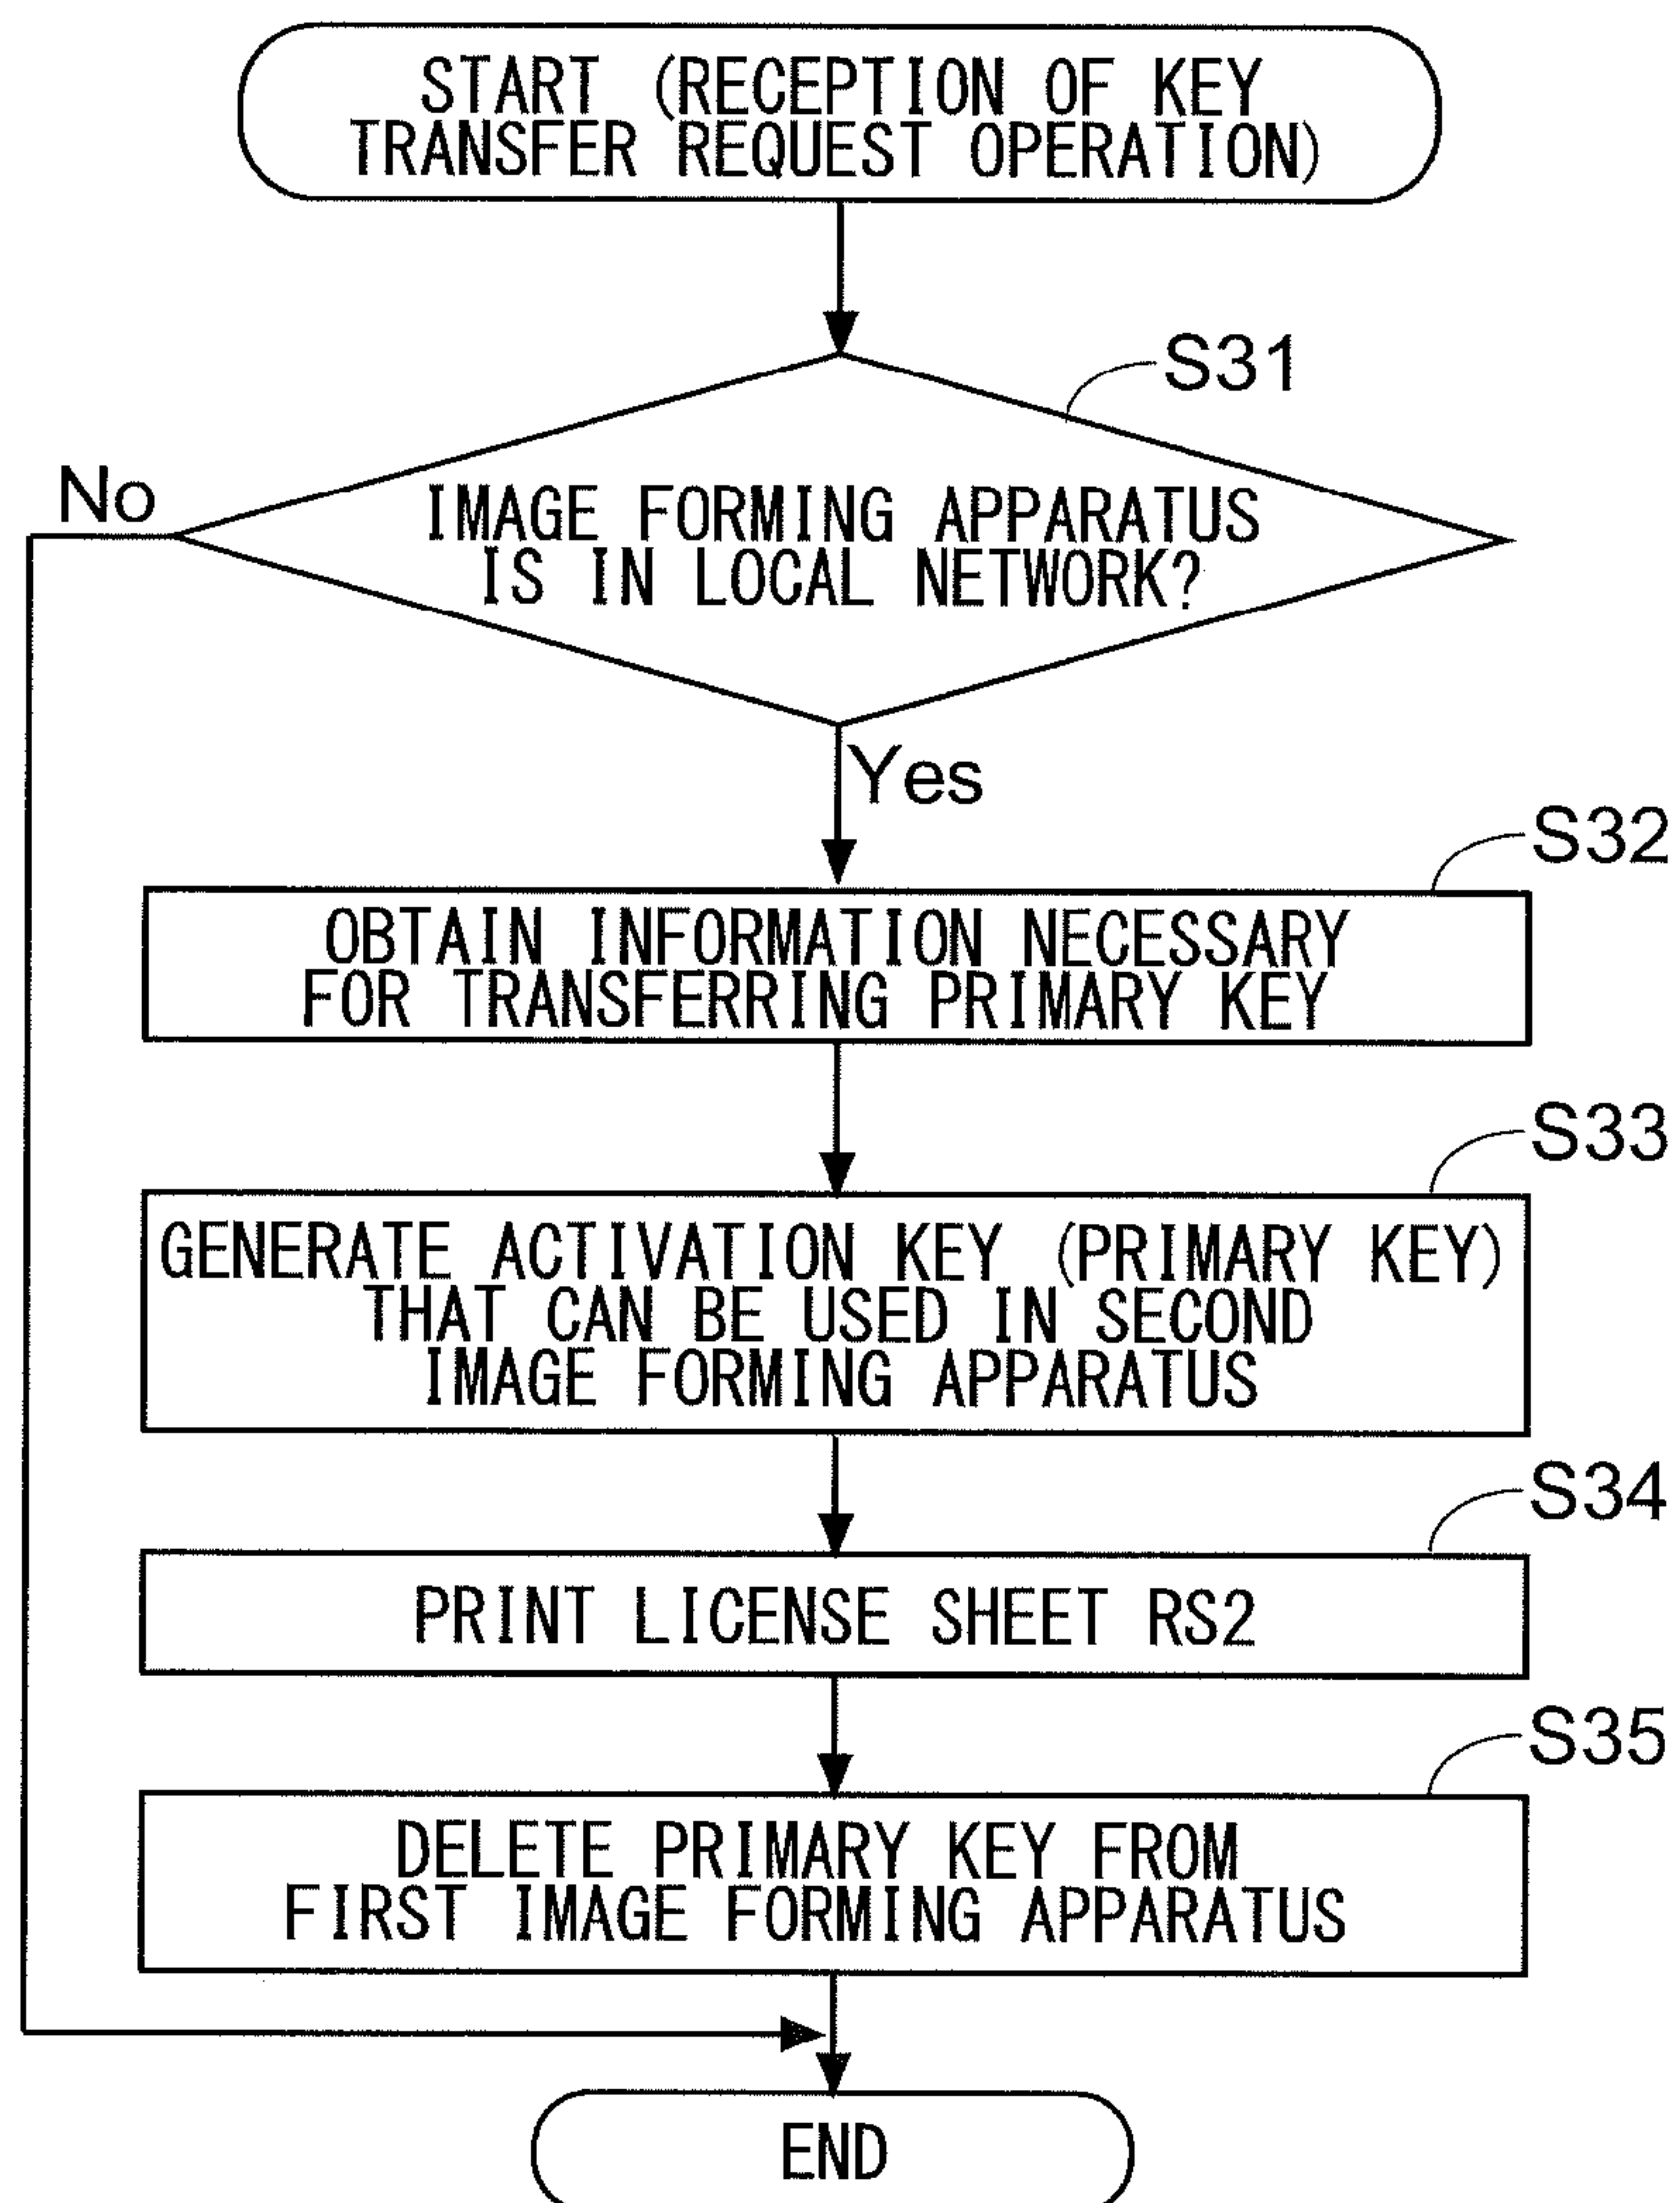 START (RECEPTION OF KEY
TRANSFER REQUEST OPERATION)
S31
No
IMAGE FORMING APPARATUS
IS IN LOCAL NETWORK?
Yes
S32
OBTAIN INFORMATION NECESSARY
FOR TRANSFERRING PRIMARY KEY
S33
GENERATE ACTIVATION KEY (PRIMARY KEY)
THAT CAN BE USED IN SECOND
IMAGE FORMING APPARATUS
S34
PRINT LICENSE SHEET RS2
S35
DELETE PRIMARY KEY FROM
FIRST IMAGE FORMING APPARATUS
END